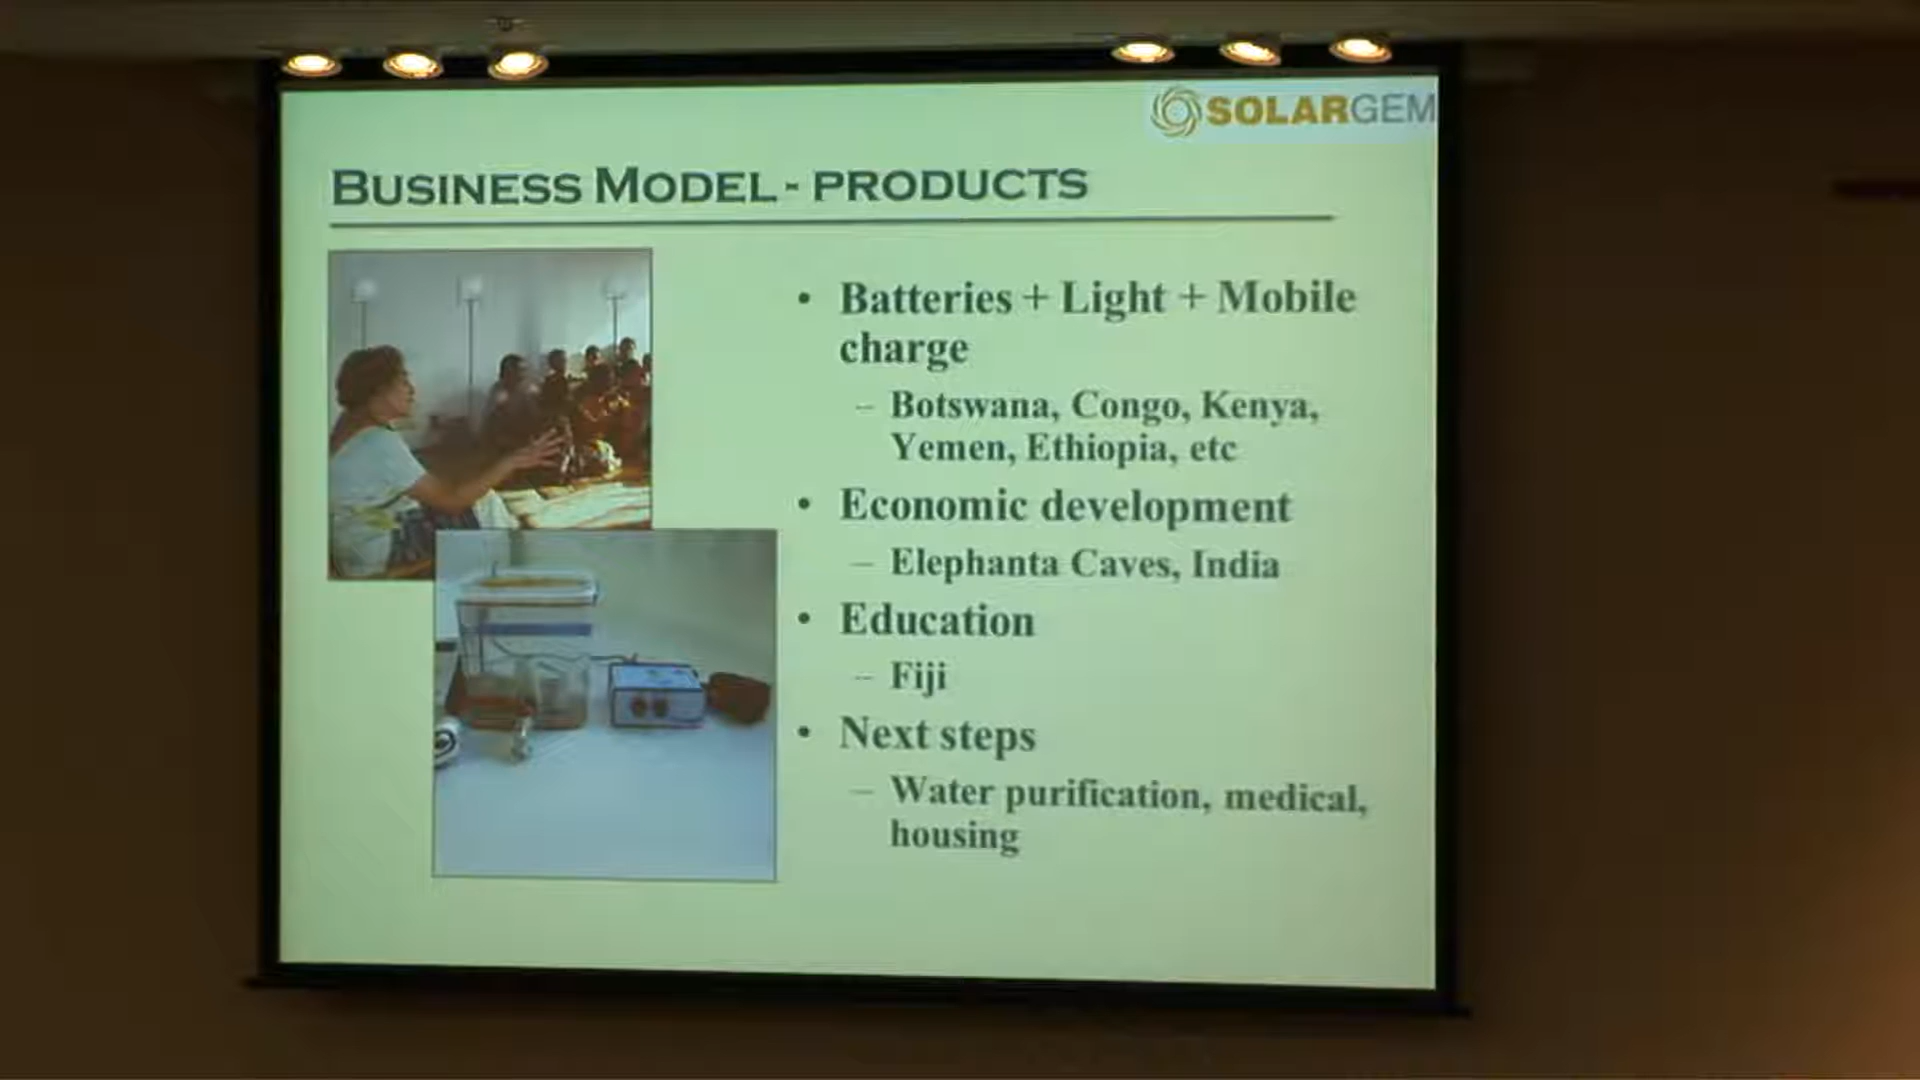 SOLARGEM
BUSINESS MODEL - PRODUCTS
• Batteries + Light + Mobile
charge
– Botswana, Congo, Kenya,
Yemen, Ethiopia, etc
• Economic development
– Elephanta Caves, India
• Education
– Fiji
• Next steps
– Water purification, medical,
housing